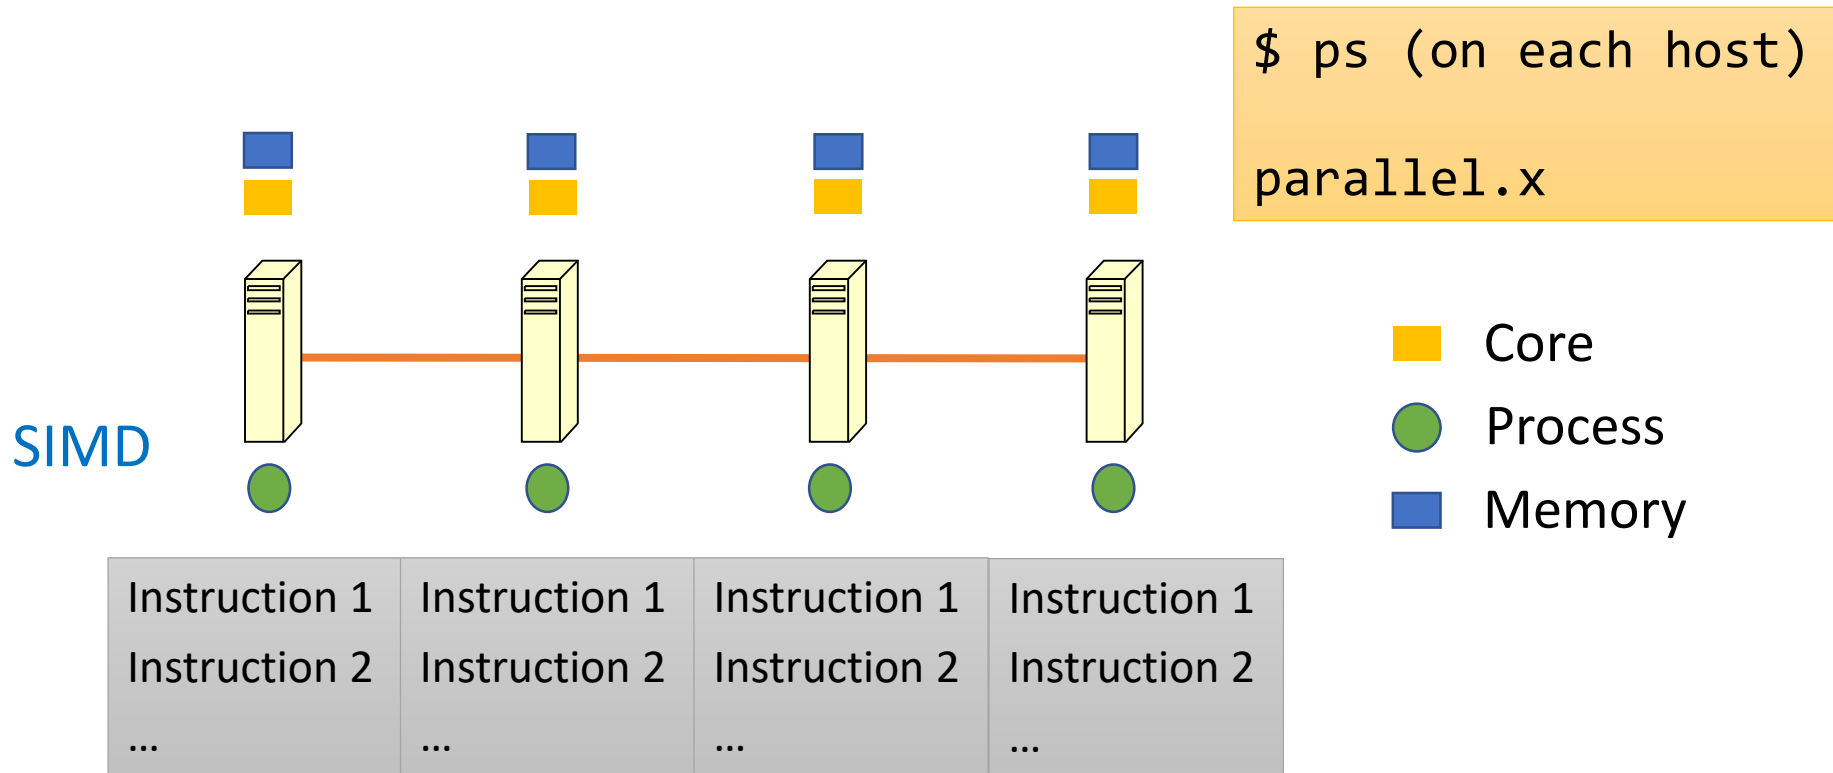 $ ps (on each host)
parallel.x
Core
Process
Memory
SIMD
Instruction 1 Instruction 1 Instruction 1 Instruction 1
Instruction 2 Instruction 2 Instruction 2 Instruction 2
... ... ... ...